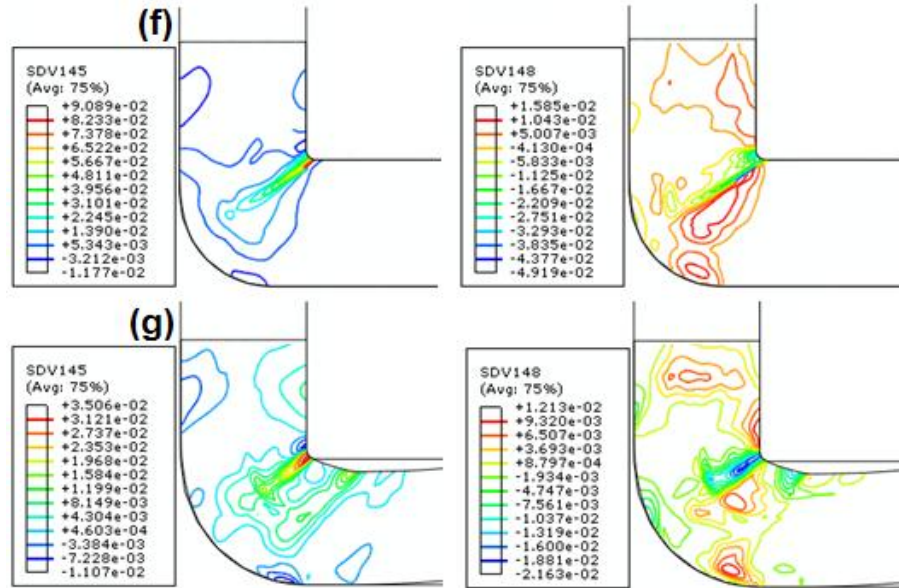 (f)
SDV145
(Avg: 75%)
+9.089e-02
+8.233e-02
+7.378e-02
+6.522e-02
+5.667e-02
+4.811e-02
+3.956e-02
+3.101e-02
+2.245e-02
+1.390e-02
+5.343e-03
-3.212e-03
-1.177e-02
SDV148
(Avg: 75%)
+1.585e-02
+1.043e-02
+5.007e-03
-4.130e-04
-5.833e-03
-1.125e-02
-1.667e-02
-2.209e-02
-2.751e-02
-3.293e-02
-3.835e-02
-4.377e-02
-4.919e-02
(g)
SDV145
(Avg: 75%)
+3.506e-02
+3.121e-02
+2.737e-02
+2.353e-02
+1.968e-02
+1.584e-02
+1.199e-02
+8.149e-03
+4.304e-03
+4.603e-04
-3.384e-03
-7.228e-03
-1.107e-02
SDV148
(Avg: 75%)
+1.213e-02
+9.320e-03
+6.507e-03
+3.693e-03
+8.797e-04
-1.934e-03
-4.747e-03
-7.561e-03
-1.037e-02
-1.319e-02
-1.600e-02
-1.881e-02
-2.163e-02